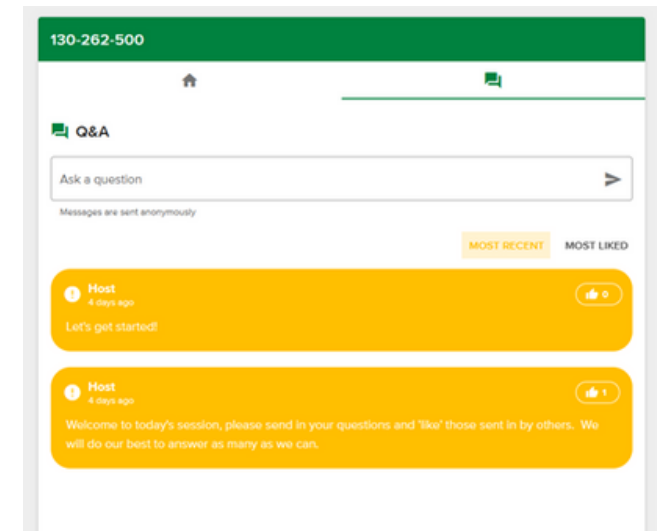 130-262-500
Q&A
Ask a question
Messages are sent anonymously
MOST RECENT MOST LIKED
Host
4 days ago
0
Let's get started!
Host
4 days ago
1
Welcome to today's session, please send in your questions and 'like' those sent in by others. We
will do our best to answer as many as we can.